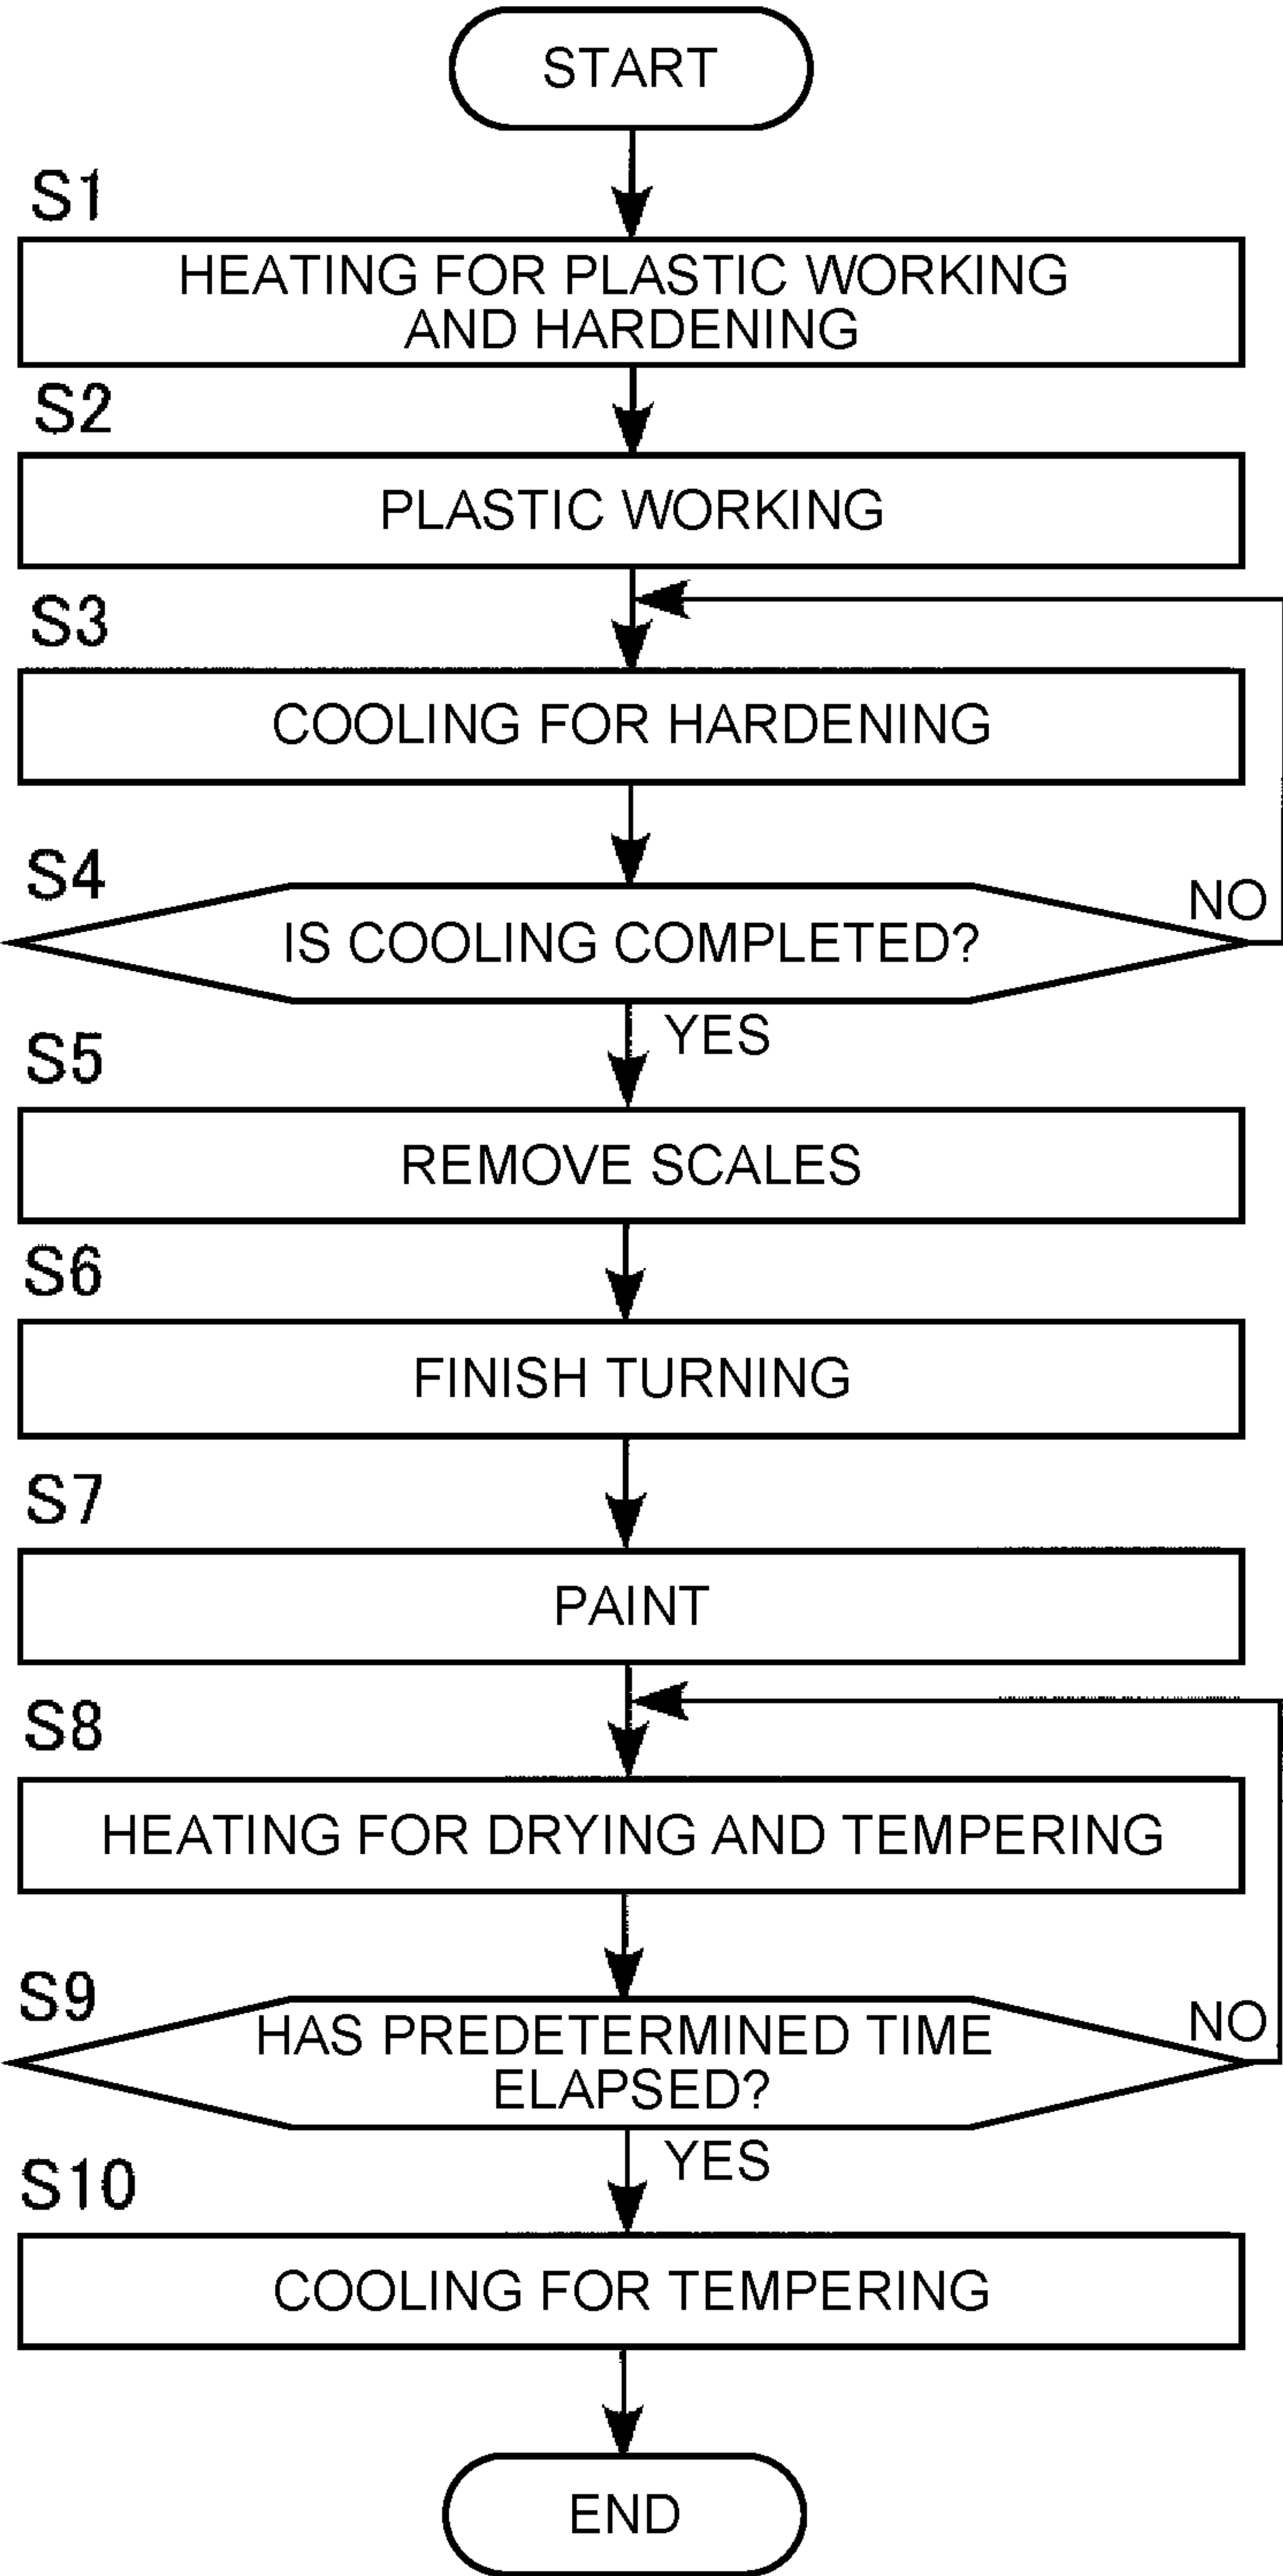 START
S1
HEATING FOR PLASTIC WORKING
AND HARDENING
S2
PLASTIC WORKING
S3
COOLING FOR HARDENING
S4
IS COOLING COMPLETED?
NO
YES
S5
REMOVE SCALES
S6
FINISH TURNING
S7
PAINT
S8
HEATING FOR DRYING AND TEMPERING
S9
HAS PREDETERMINED TIME
ELAPSED?
NO
YES
S10
COOLING FOR TEMPERING
END